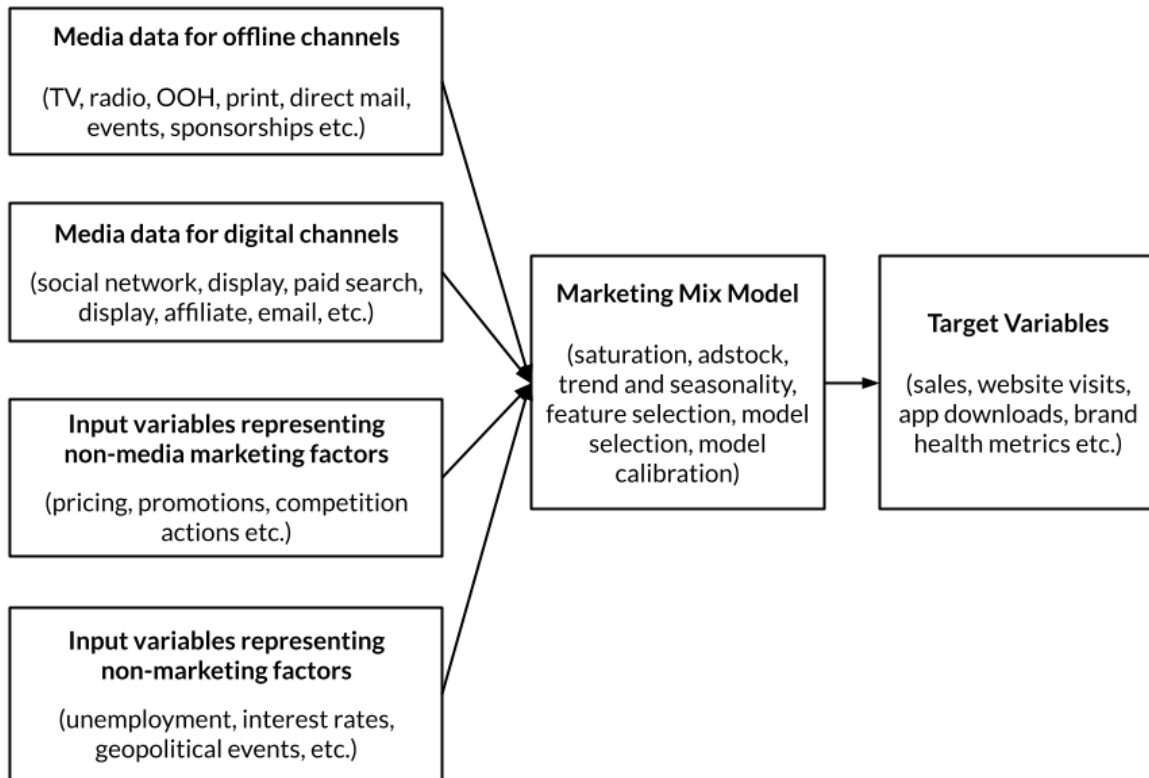 Media data for offline channels
(TV, radio, OOH, print, direct mail,
events, sponsorships etc.)
Media data for digital channels
(social network, display, paid search,
display, affiliate, email, etc.)
Input variables representing
non-media marketing factors
(pricing, promotions, competition
actions etc.)
Input variables representing
non-marketing factors
(unemployment, interest rates,
geopolitical events, etc.)
Marketing Mix Model
(saturation, adstock,
trend and seasonality,
feature selection, model
selection, model
calibration)
Target Variables
(sales, website visits,
app downloads, brand
health metrics etc.)